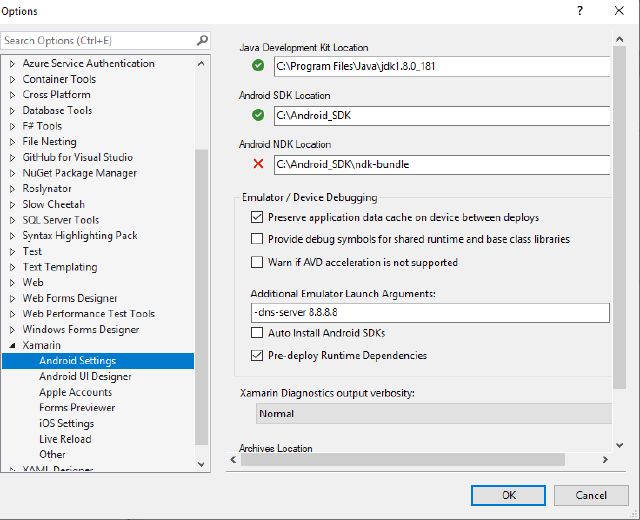 Options
Search Options (Ctrl+E)
Azure Service Authentication
Container Tools
Cross Platform
Database Tools
F# Tools
File Nesting
GitHub for Visual Studio
NuGet Package Manager
Roslynator
Slow Cheetah
SQL Server Tools
Syntax Highlighting Pack
Test
Text Templating
Web
Web Forms Designer
Web Performance Test Tools
Windows Forms Designer
Xamarin
Android Settings
Android UI Designer
Apple Accounts
Forms Previewer
iOS Settings
Live Reload
Other
XAML Designer
Java Development Kit Location
C:\Program Files\Java\jdk1.8.0_181
Android SDK Location
C:\Android_SDK
Android NDK Location
C:\Android_SDK\ndk-bundle
Emulator / Device Debugging
Preserve application data cache on device between deploys
Provide debug symbols for shared runtime and base class libraries
Warn if AVD acceleration is not supported
Additional Emulator Launch Arguments:
-dns-server 8.8.8.8
Auto Install Android SDKs
Pre-deploy Runtime Dependencies
Xamarin Diagnostics output verbosity:
Normal
Archives Location
OK
Cancel